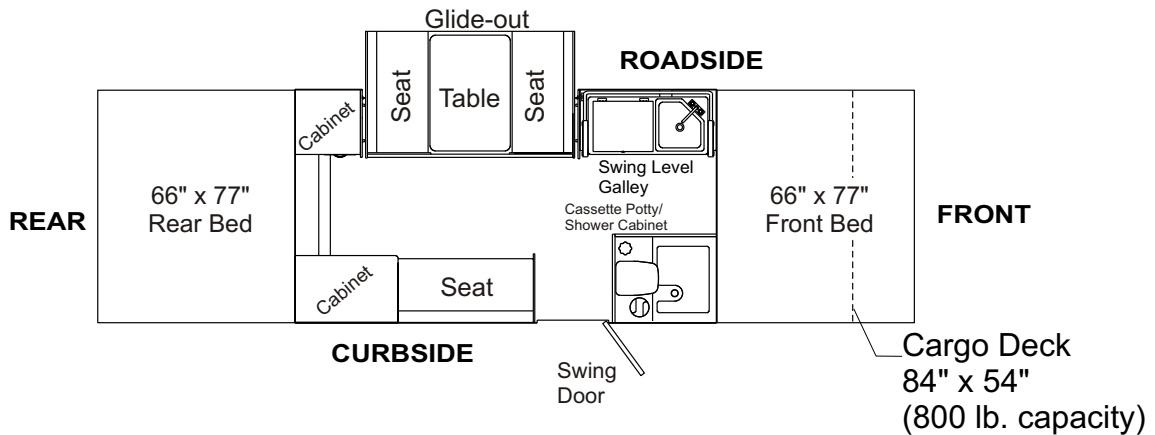 Glide-out
ROADSIDE
Cabinet
Seat
Table
Seat
Swing Level
Galley
66" x 77"
Rear Bed
REAR
Cassette Potty/
Shower Cabinet
66" x 77"
Front Bed
FRONT
Cabinet
Seat
CURBSIDE
Swing
Door
Cargo Deck
84" x 54"
(800 lb. capacity)